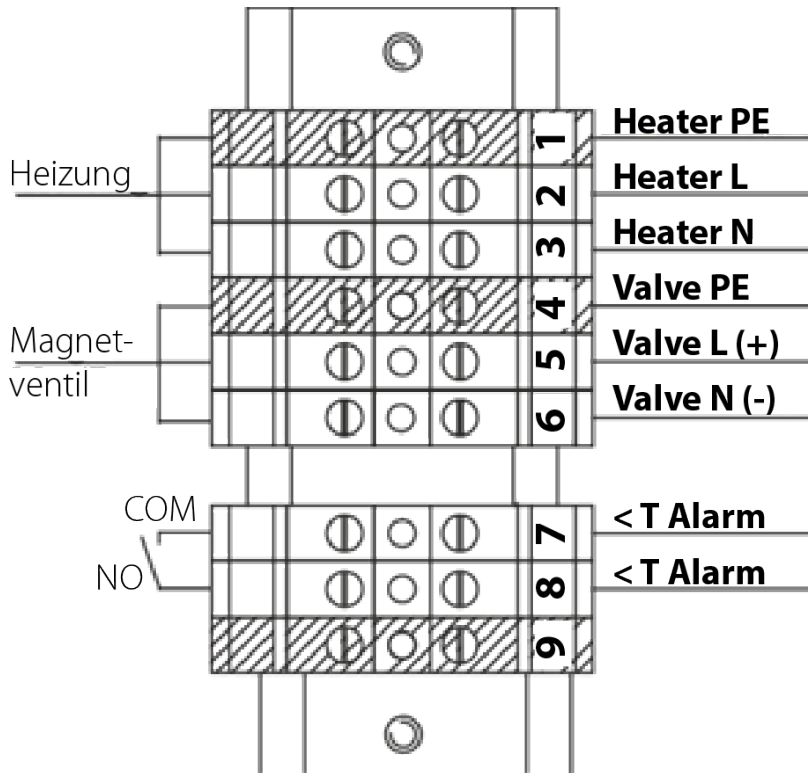 Heizung
Magnet-
ventil
COM
NO
1 Heater PE
2 Heater L
3 Heater N
4 Valve PE
5 Valve L (+)
6 Valve N (-)
7 < T Alarm
8 < T Alarm
9